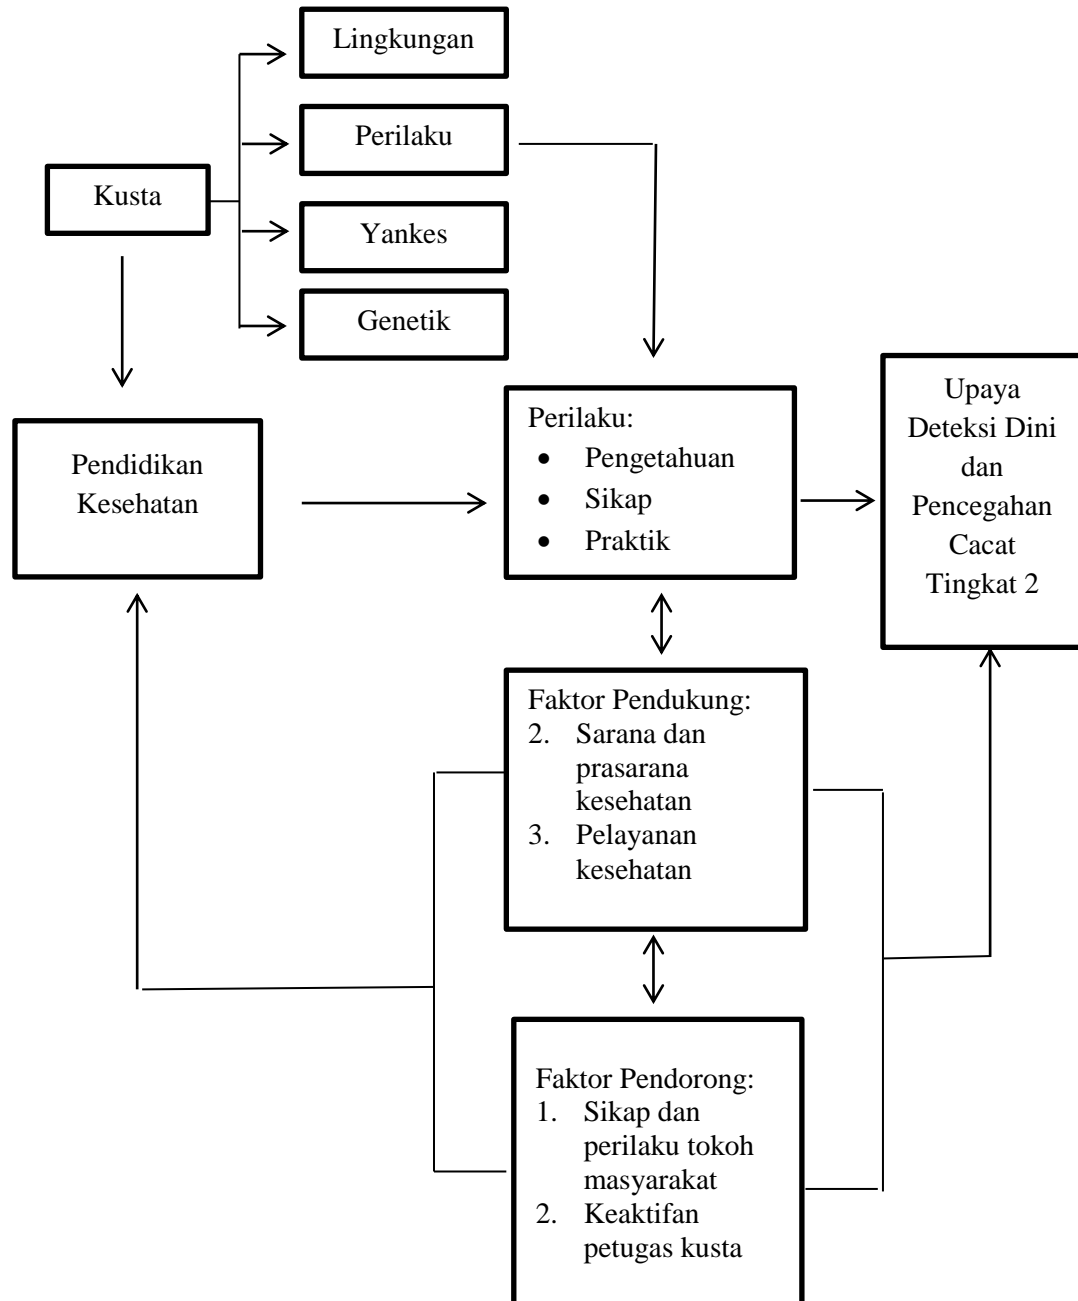 Lingkungan
Perilaku
Kusta
Yankes
Genetik
Pendidikan
Kesehatan
Perilaku:
• Pengetahuan
• Sikap
• Praktik
Upaya
Deteksi Dini
dan
Pencegahan
Cacat
Tingkat 2
Faktor Pendukung:
2. Sarana dan
prasarana
kesehatan
3. Pelayanan
kesehatan
Faktor Pendorong:
1. Sikap dan
perilaku tokoh
masyarakat
2. Keaktifan
petugas kusta